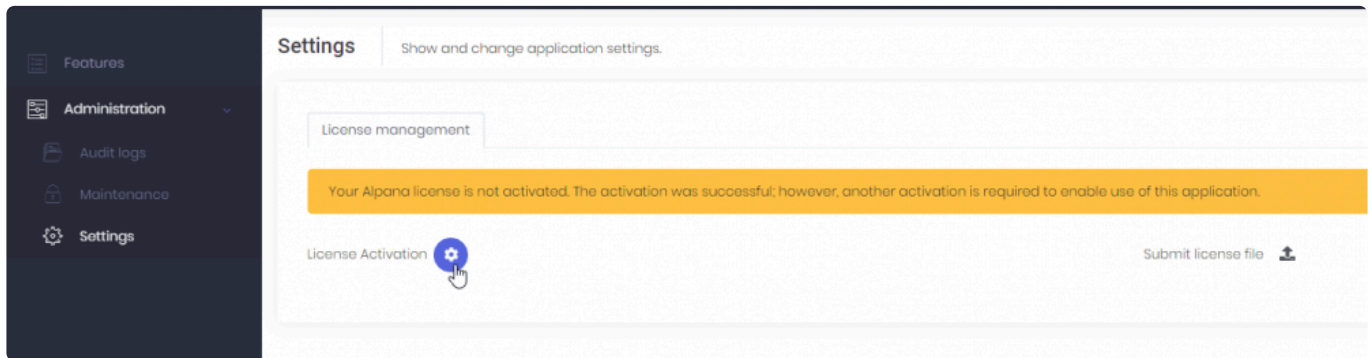 Features
Administration
Audit logs
Maintenance
Settings
Settings
Show and change application settings.
License management
Your Alpana license is not activated. The activation was successful; however, another activation is required to enable use of this application.
License Activation
Submit license file